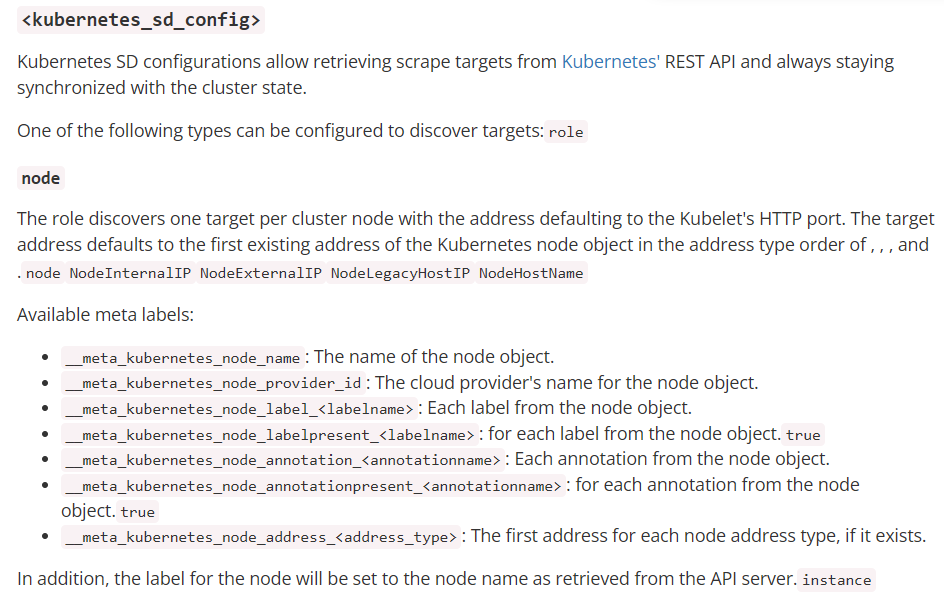 <kubernetes_sd_config>
Kubernetes SD configurations allow retrieving scrape targets from Kubernetes' REST API and always staying
synchronized with the cluster state.
One of the following types can be configured to discover targets: role
node
The role discovers one target per cluster node with the address defaulting to the Kubelet's HTTP port. The target
address defaults to the first existing address of the Kubernetes node object in the address type order of , , , and
. node NodeInternalIP NodeExternalIP NodeLegacyHostIP NodeHostName
Available meta labels:
• __meta_kubernetes_node_name : The name of the node object.
• __meta_kubernetes_node_provider_id : The cloud provider's name for the node object.
• __meta_kubernetes_node_label_<labelname> : Each label from the node object.
• __meta_kubernetes_node_labelpresent_<labelname> : for each label from the node object. true
• __meta_kubernetes_node_annotation_<annotationname> : Each annotation from the node object.
• __meta_kubernetes_node_annotationpresent_<annotationname> : for each annotation from the node
object. true
• __meta_kubernetes_node_address_<address_type> : The first address for each node address type, if it exists.
In addition, the label for the node will be set to the node name as retrieved from the API server. instance